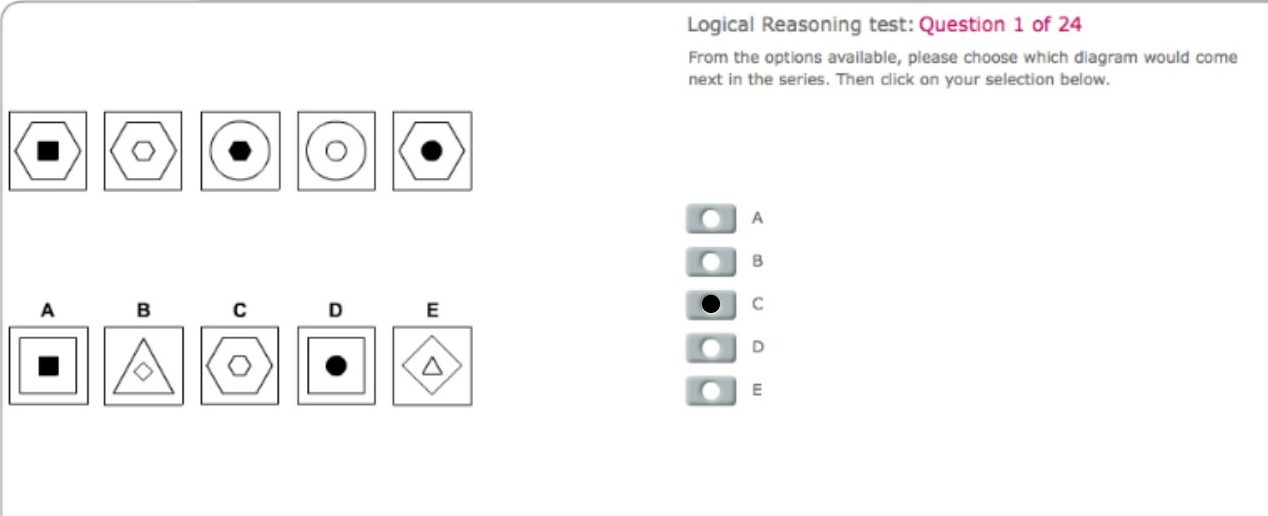 Logical Reasoning test: Question 1 of 24
From the options available, please choose which diagram would come
next in the series. Then click on your selection below.
A
B
C
D
E
A B C D E